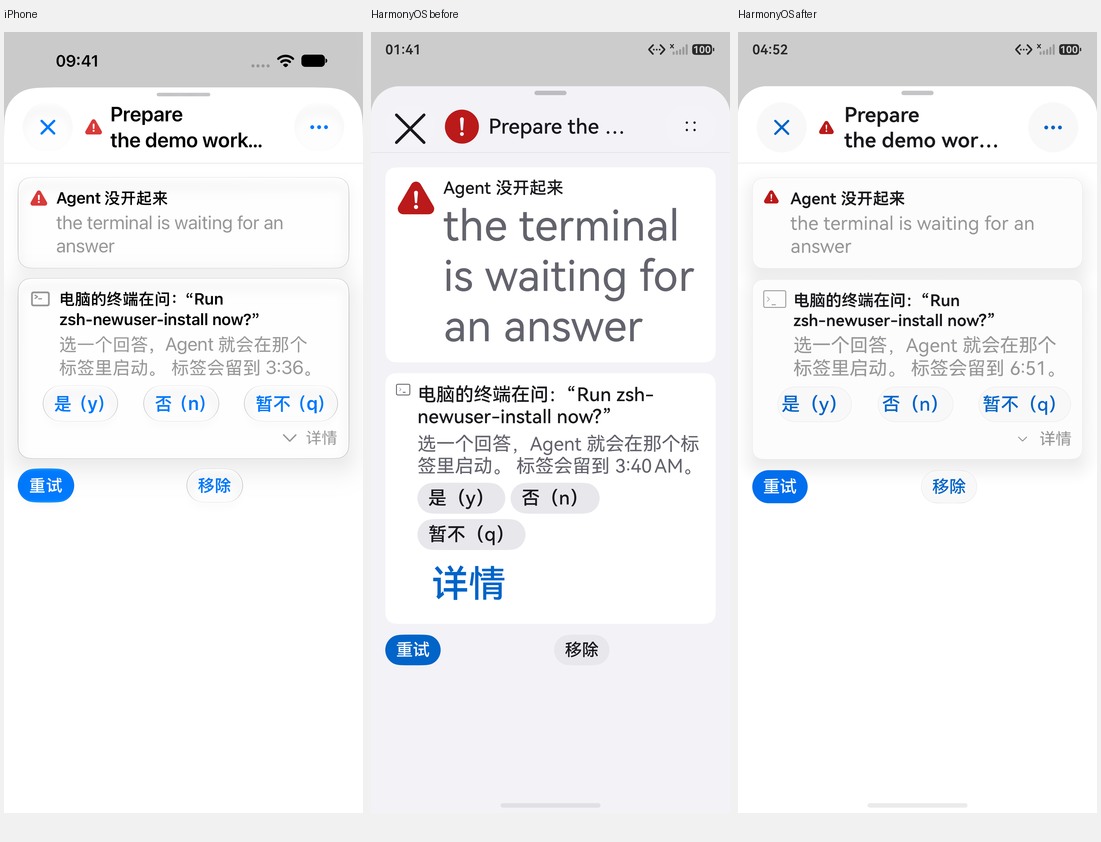 iPhone
09:41
Prepare
the demo work...
Agent 没开起来
the terminal is waiting for an
answer
电脑的终端在问：“Run
zsh-newuser-install now?”
选一个回答，Agent 就会在那个
标签里启动。 标签会留到 3:36。
是（y）
否（n）
暂不（q）
详情
重试
移除
HarmonyOS before
01:41
100
Prepare the ...
Agent 没开起来
the terminal
is waiting for
an answer
电脑的终端在问：“Run zsh-
newuser-install now?”
选一个回答，Agent 就会在那个标
签里启动。 标签会留到 3:40 AM。
是（y）
否（n）
暂不（q）
详情
重试
移除
HarmonyOS after
04:52
100
Prepare
the demo wor...
Agent 没开起来
the terminal is waiting for an
answer
电脑的终端在问：“Run
zsh-newuser-install now?”
选一个回答，Agent 就会在那个
标签里启动。 标签会留到 6:51。
是（y）
否（n）
暂不（q）
详情
重试
移除